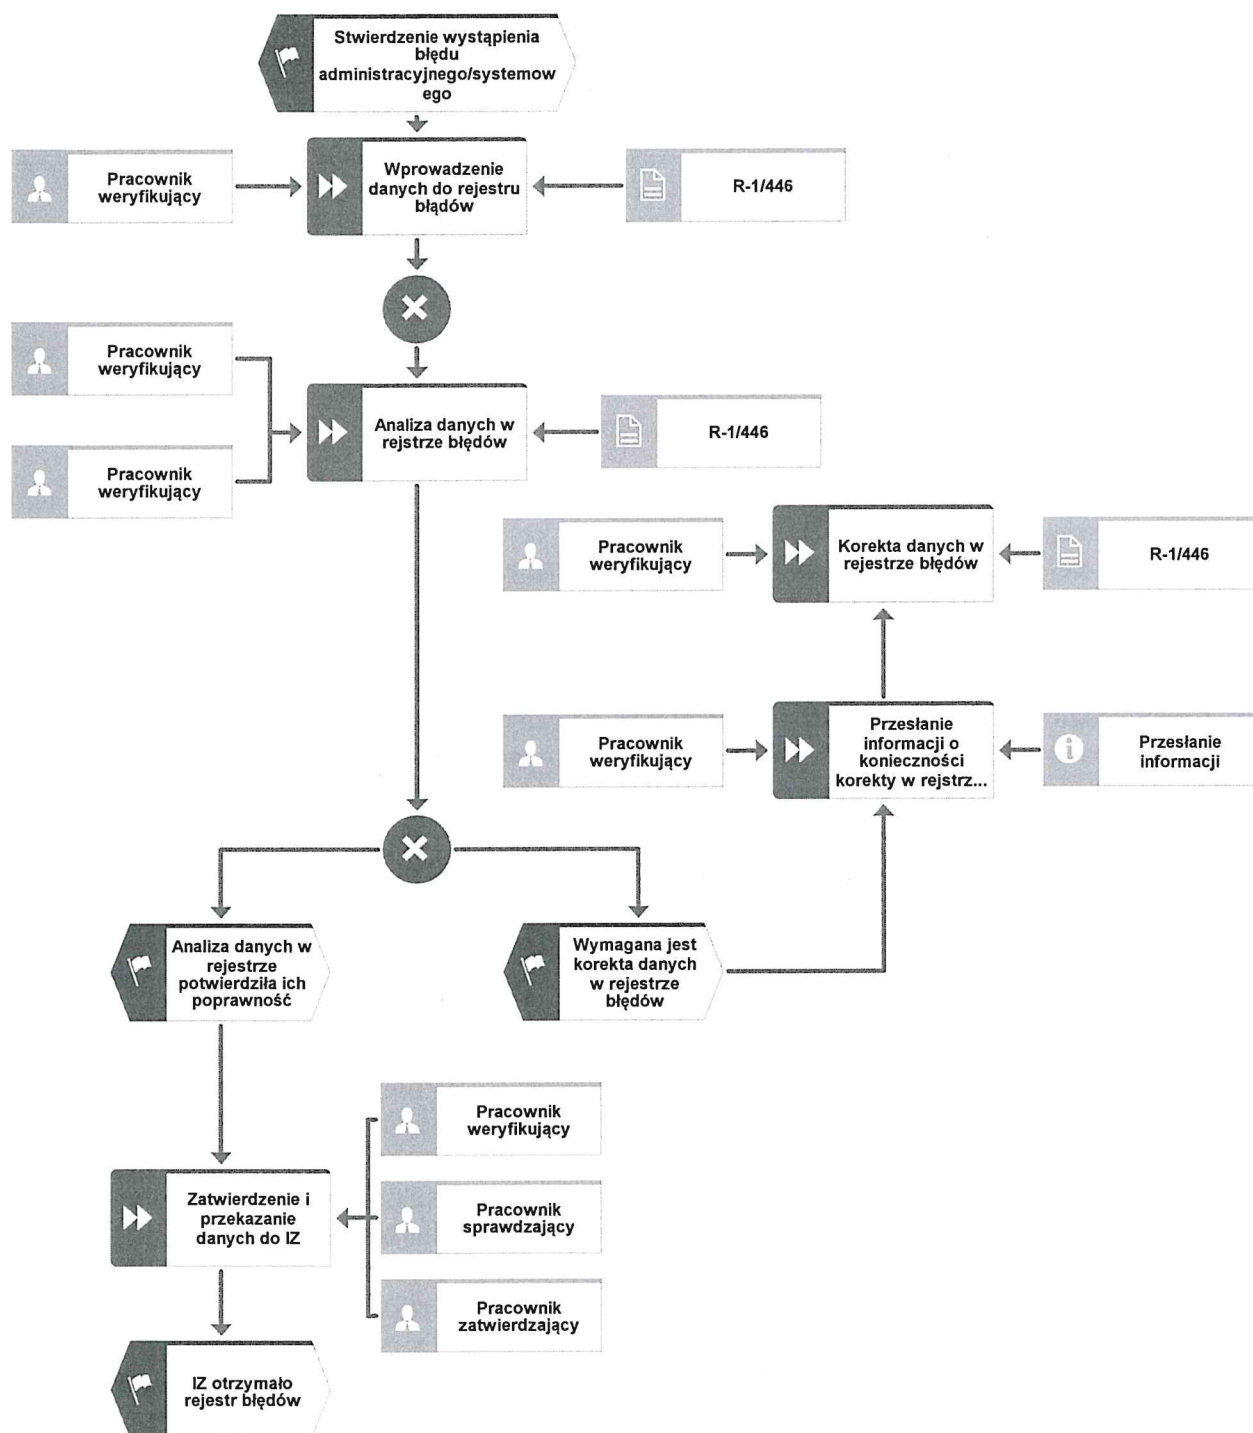 Stwierdzenie wystąpienia
błędu
administracyjnego/systemow
ego
Pracownik
weryfikujący
Wprowadzenie
danych do rejestru
błądów
R-1/446
Pracownik
weryfikujący
Analiza danych w
rejstrze błędów
R-1/446
Pracownik
weryfikujący
Pracownik
weryfikujący
Korekta danych w
rejestrze błędów
R-1/446
Pracownik
weryfikujący
Przesłanie
informacji o
konieczności
korekty w rejstrz...
Przesłanie
informacji
Analiza danych w
rejestrze
potwierdziła ich
poprawność
Wymagana jest
korekta danych
w rejestrze
błędów
Pracownik
weryfikujący
Zatwierdzenie i
przekazanie
danych do IZ
Pracownik
sprawdzający
Pracownik
zatwierdzający
IZ otrzymało
rejestr błędów